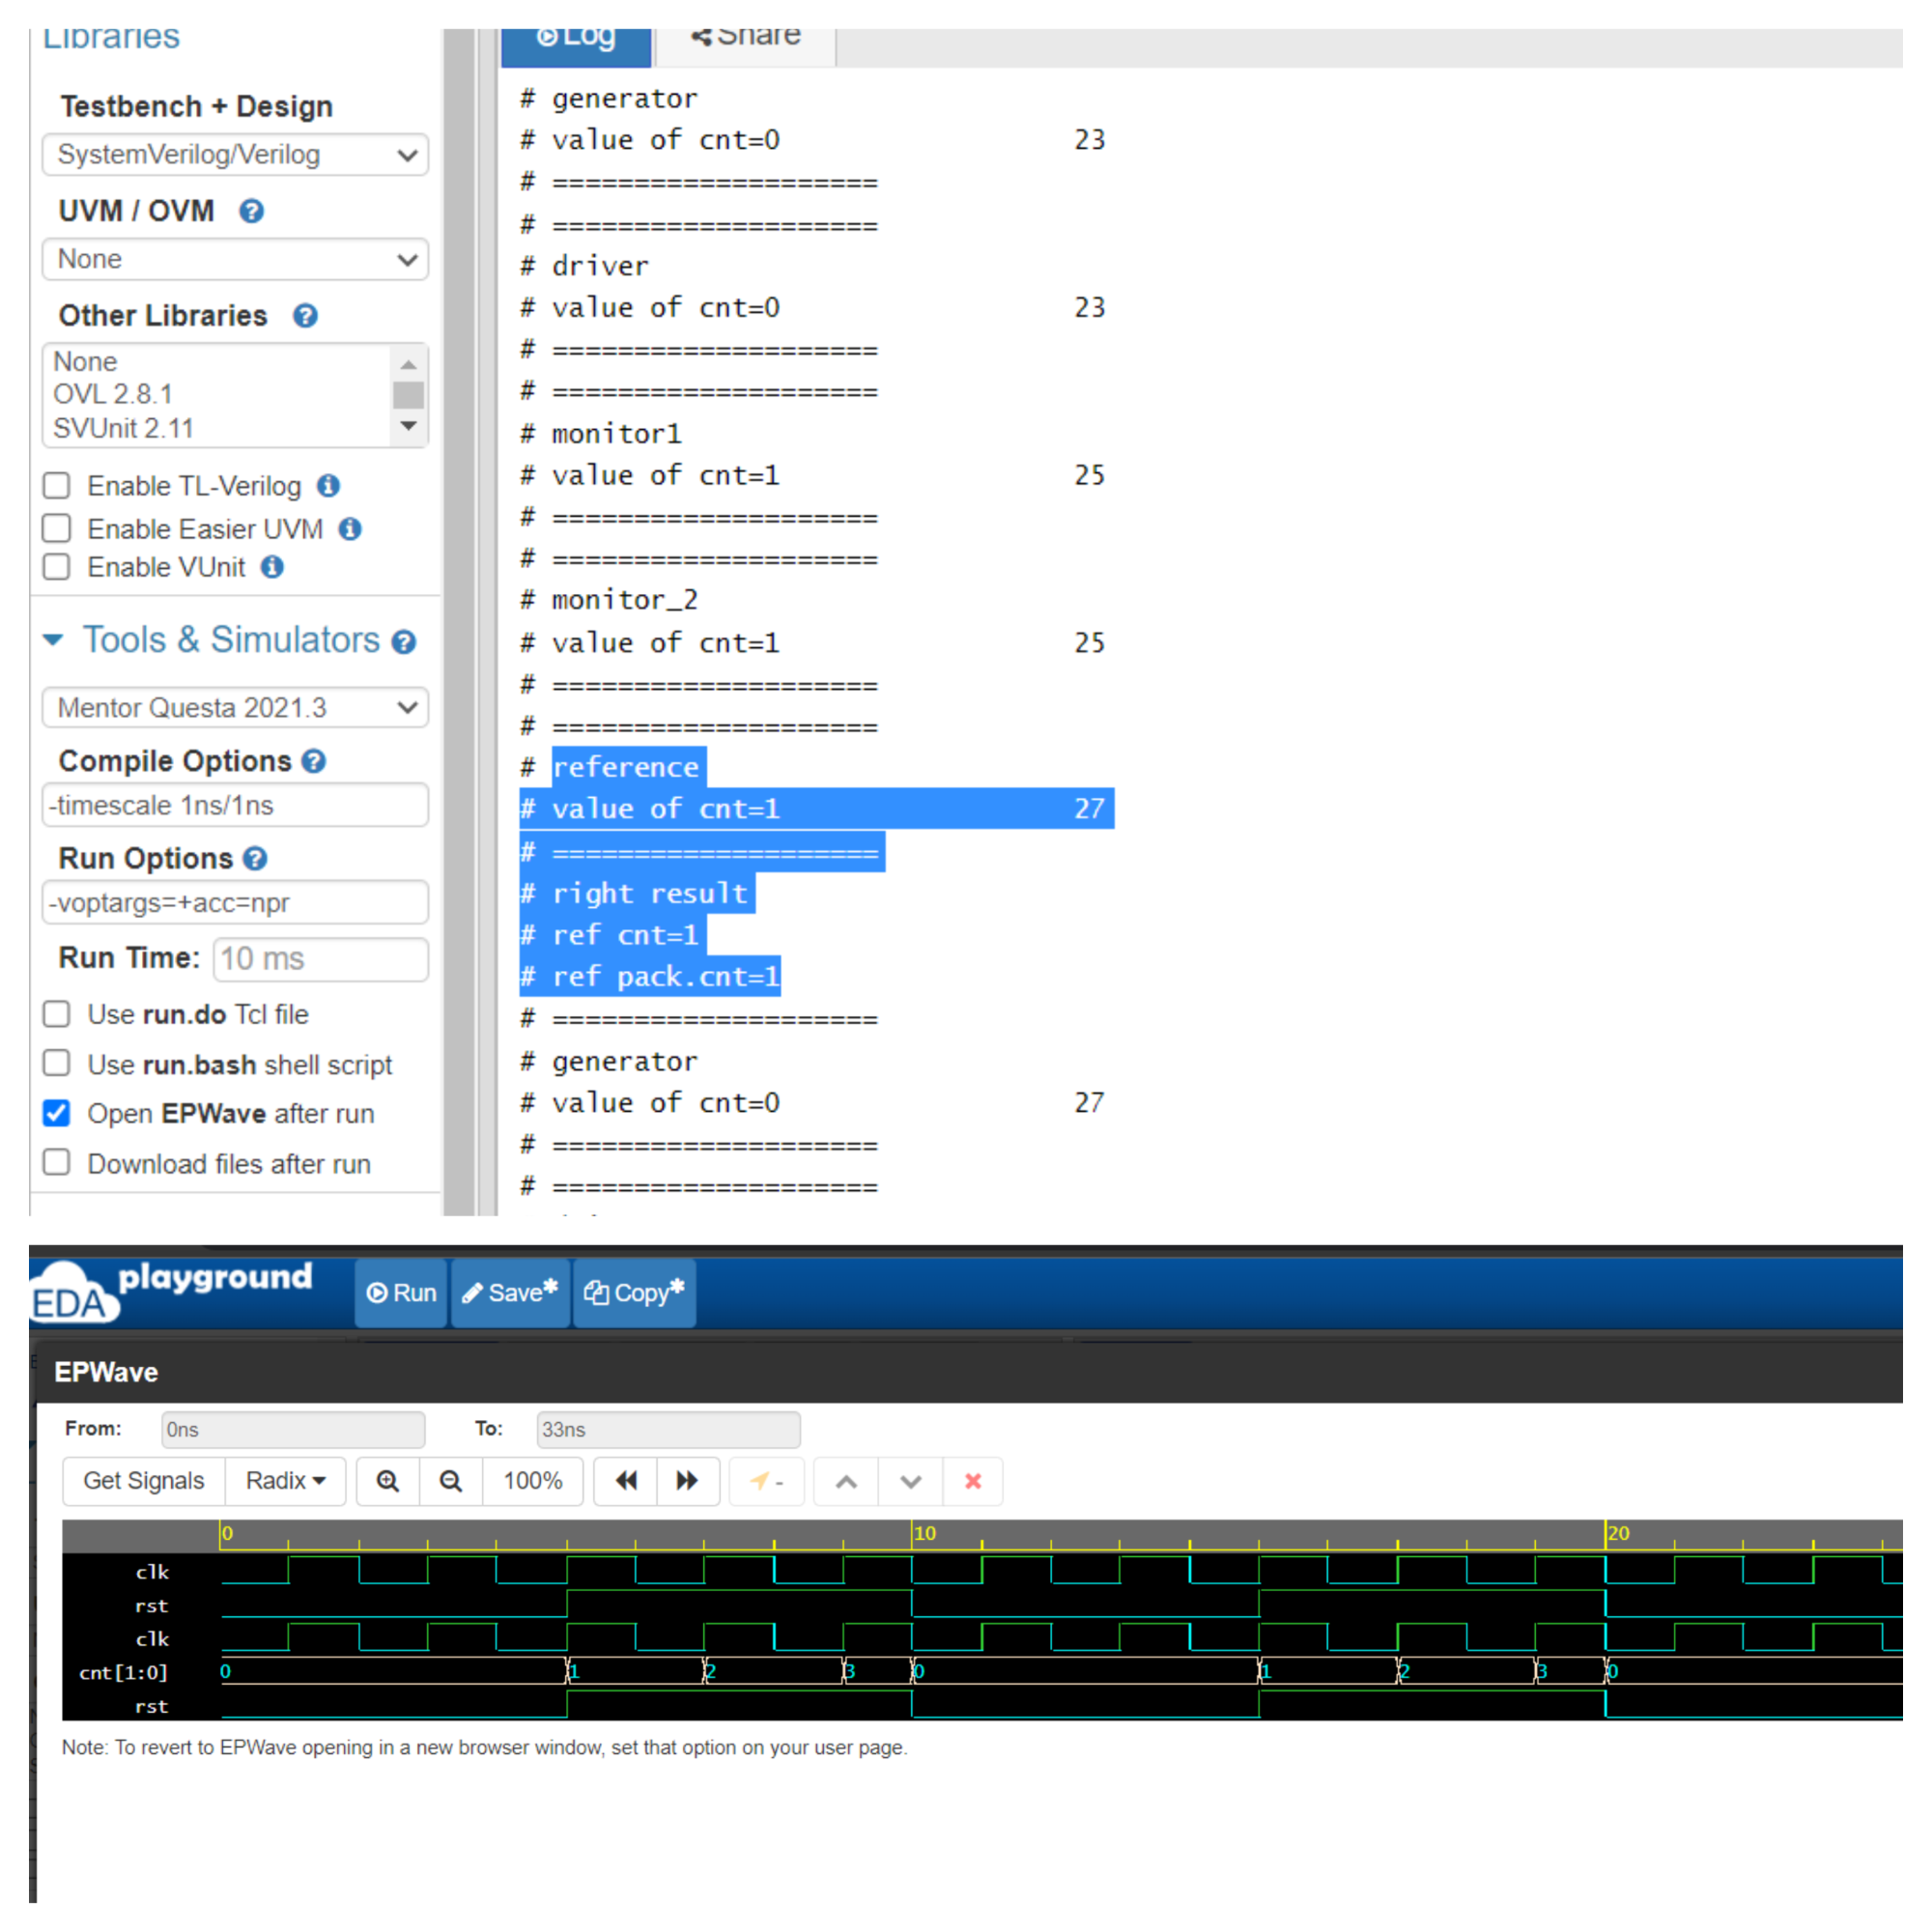 Libraries
Testbench + Design
SystemVerilog/Verilog
UVM / OVM
None
Other Libraries
None
OVL 2.8.1
SVUnit 2.11
Enable TL-Verilog
Enable Easier UVM
Enable VUnit
Tools & Simulators
Mentor Questa 2021.3
Compile Options
-timescale 1ns/1ns
Run Options
-voptargs=+acc=npr
Run Time: 10 ms
Use run.do Tcl file
Use run.bash shell script
Open EPWave after run
Download files after run
Log Share
# generator
# value of cnt=0 23
# ====================
# ====================
# driver
# value of cnt=0 23
# ====================
# ====================
# monitor1
# value of cnt=1 25
# ====================
# ====================
# monitor_2
# value of cnt=1 25
# ====================
# ====================
# reference
# value of cnt=1 27
# ====================
# right result
# ref cnt=1
# ref pack.cnt=1
# ====================
# generator
# value of cnt=0 27
# ====================
# ====================
EDA playground Run Save* Copy*
EPWave
From: 0ns To: 33ns
Get Signals Radix 100% -
0 10 20
clk
rst
clk
cnt[1:0] 0 1 2 3 0 1 2 3 0
rst
Note: To revert to EPWave opening in a new browser window, set that option on your user page.